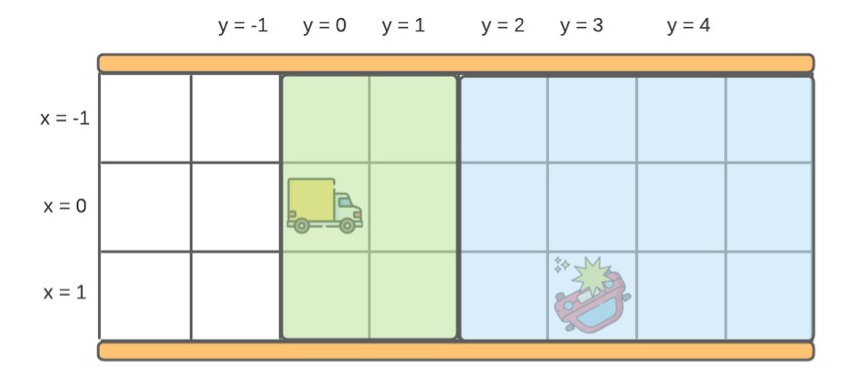 y = -1 y = 0 y = 1 y = 2 y = 3 y = 4
x = -1
x = 0
x = 1